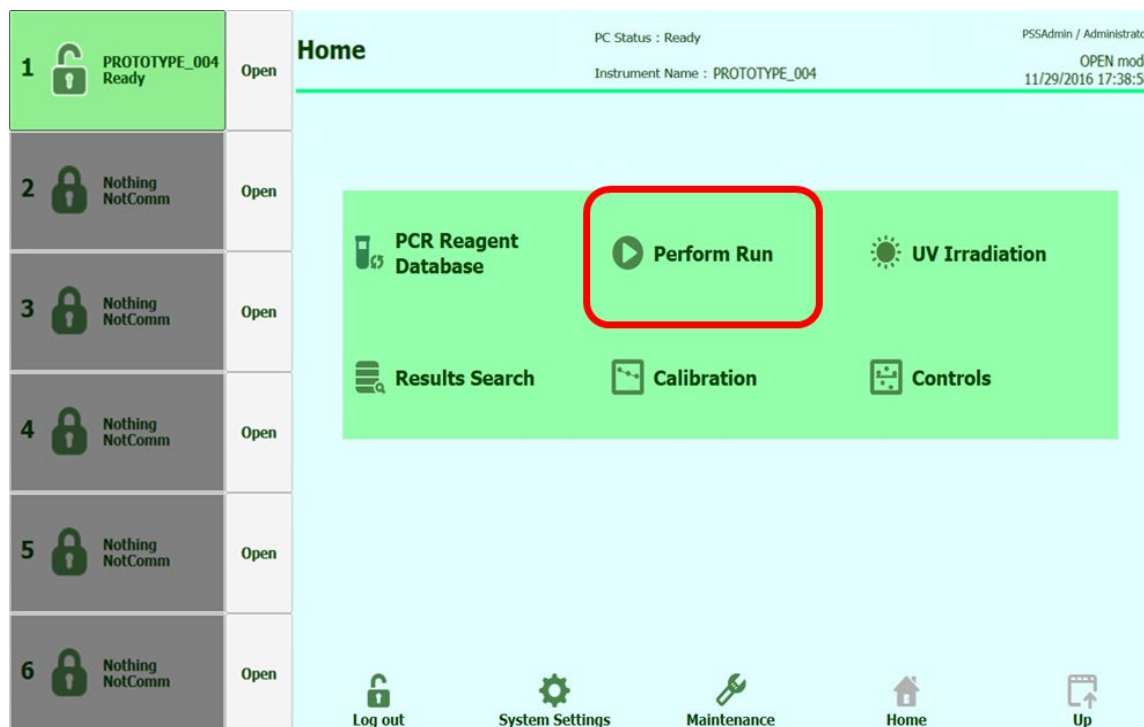 1
PROTOTYPE_004
Ready
Open
2
Nothing
NotComm
Open
3
Nothing
NotComm
Open
4
Nothing
NotComm
Open
5
Nothing
NotComm
Open
6
Nothing
NotComm
Open
Home
PC Status : Ready
Instrument Name : PROTOTYPE_004
PSSAdmin / Administrato
OPEN mod
11/29/2016 17:38:5
PCR Reagent
Database
Perform Run
UV Irradiation
Results Search
Calibration
Controls
Log out
System Settings
Maintenance
Home
Up